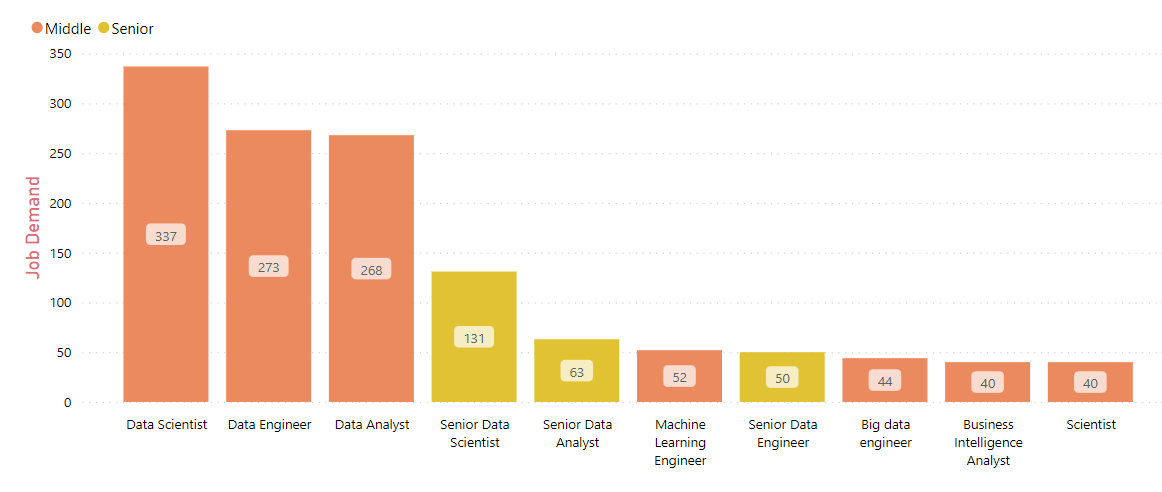 Middle Senior
Job Demand
350
300
250
200
150
100
50
0
337
273
268
131
63
52
50
44
40
40
Data Scientist
Data Engineer
Data Analyst
Senior Data
Scientist
Senior Data
Analyst
Machine
Learning
Engineer
Senior Data
Engineer
Big data
engineer
Business
Intelligence
Analyst
Scientist